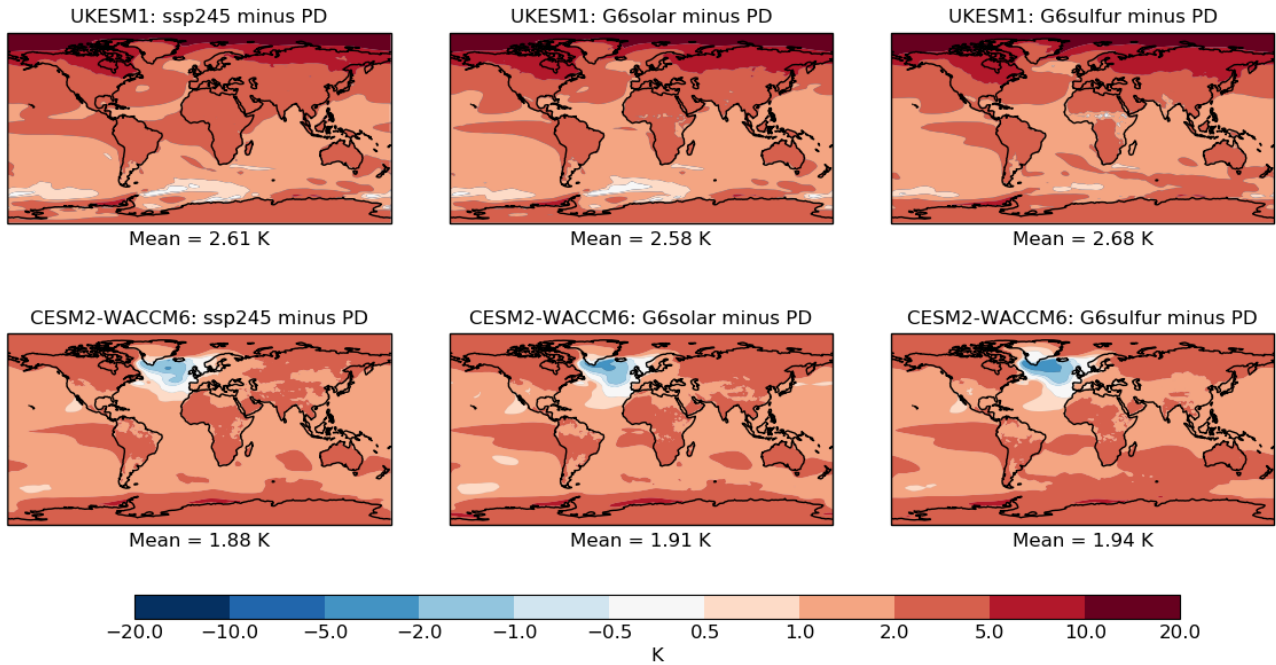 UKESM1: ssp245 minus PD
UKESM1: G6solar minus PD
UKESM1: G6sulfur minus PD
Mean = 2.61 K
Mean = 2.58 K
Mean = 2.68 K
CESM2-WACCM6: ssp245 minus PD
CESM2-WACCM6: G6solar minus PD
CESM2-WACCM6: G6sulfur minus PD
Mean = 1.88 K
Mean = 1.91 K
Mean = 1.94 K
−20.0 −10.0 −5.0 −2.0 −1.0 −0.5 0.5 1.0 2.0 5.0 10.0 20.0
K